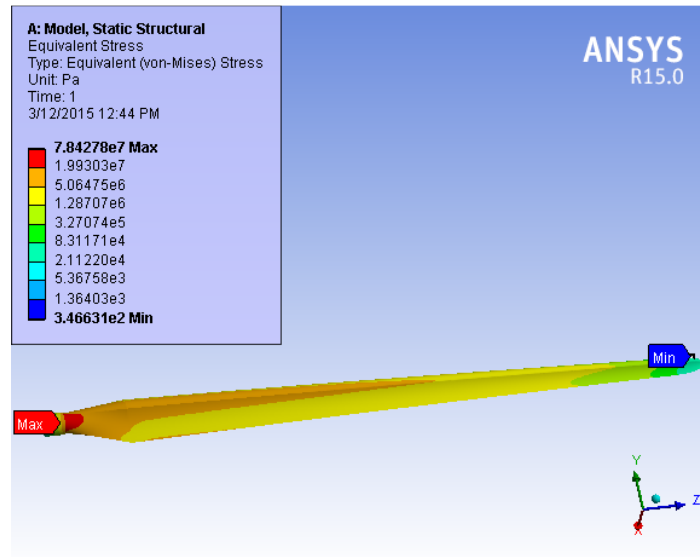 A: Model, Static Structural
Equivalent Stress
Type: Equivalent (von-Mises) Stress
Unit: Pa
Time: 1
3/12/2015 12:44 PM
7.84278e7 Max
1.99303e7
5.06475e6
1.28707e6
3.27074e5
8.31171e4
2.11220e4
5.36758e3
1.36403e3
3.46631e2 Min
ANSYS
R15.0
Min
Max
Y
Z
X